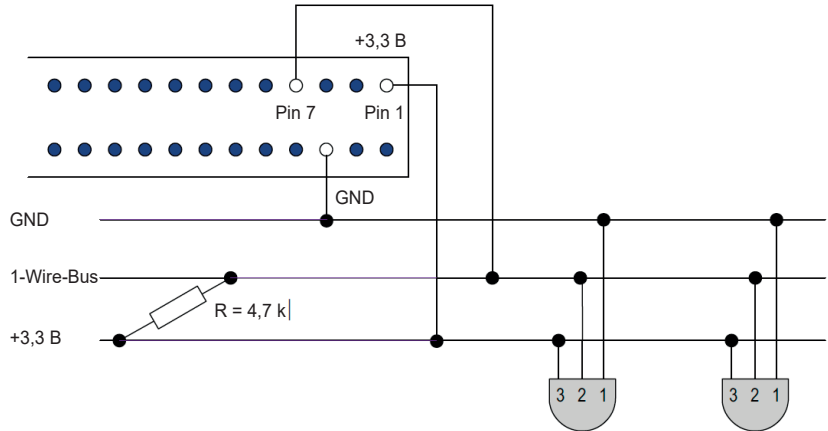 +3,3 В
Pin 7
Pin 1
GND
GND
1-Wire-Bus
R = 4,7 k
+3,3 В
3 2 1
3 2 1